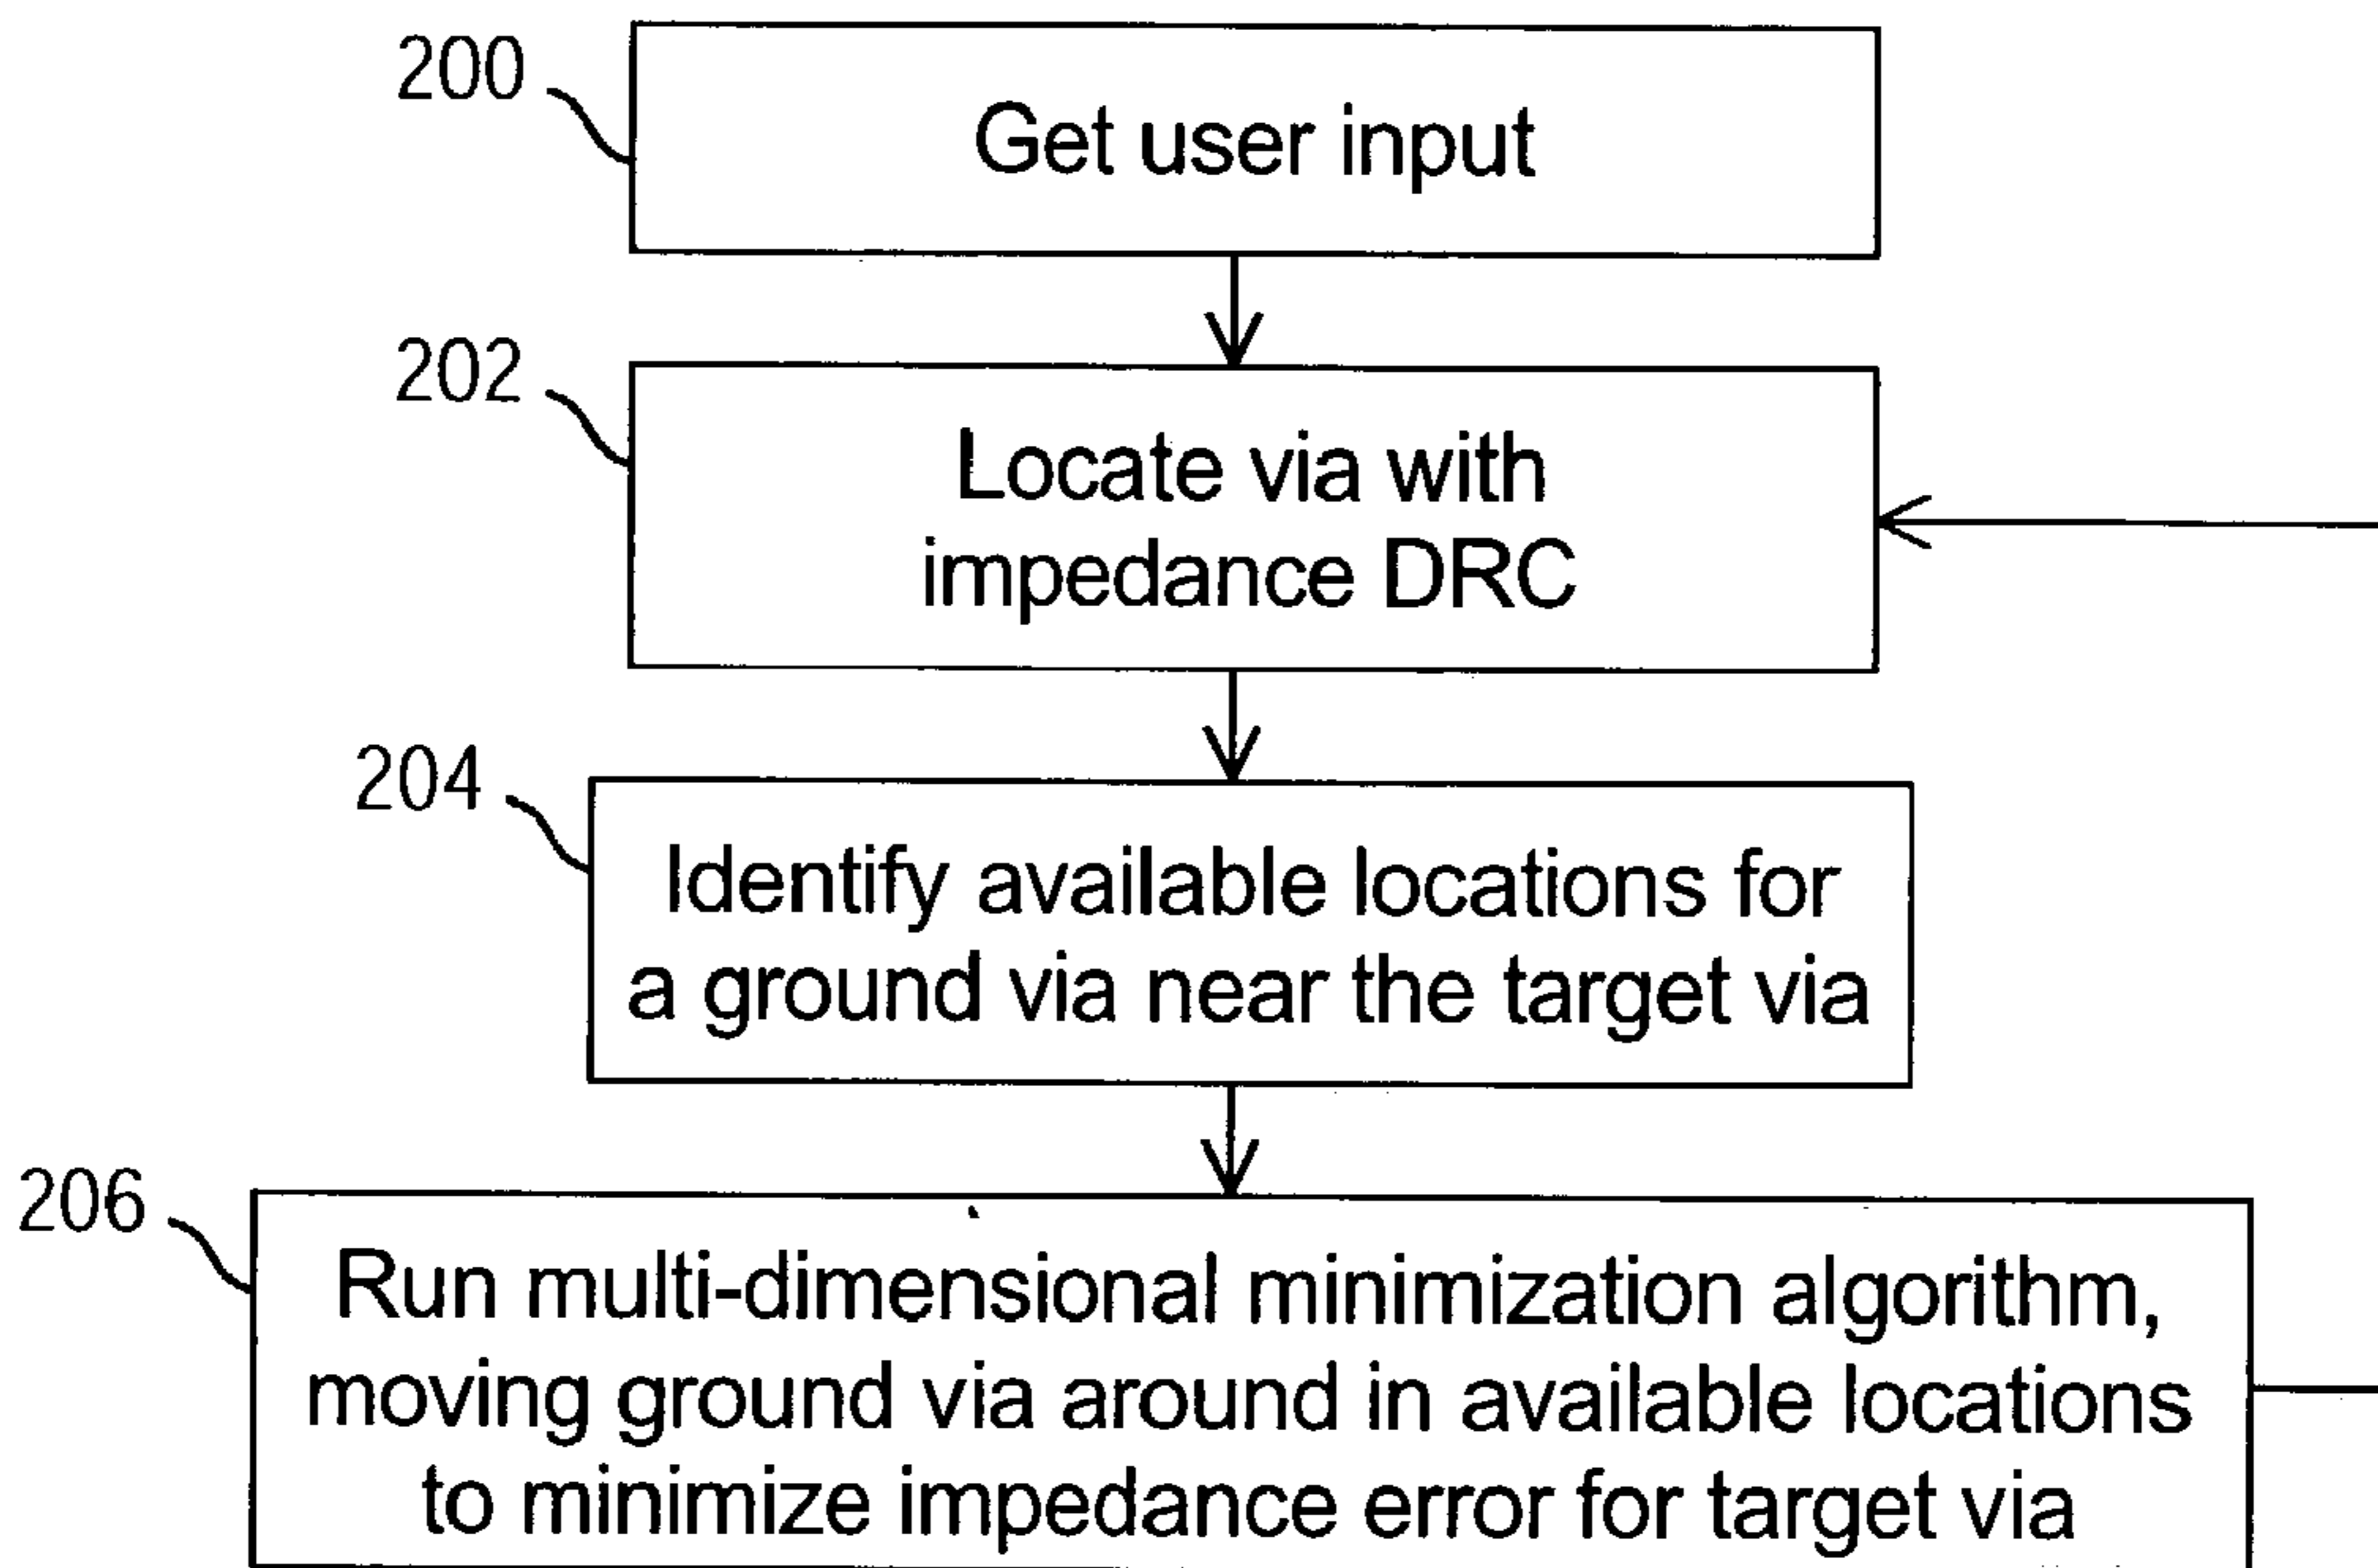 200
Get user input
202
Locate via with
impedance DRC
204
Identify available locations for
a ground via near the target via
206
Run multi-dimensional minimization algorithm,
moving ground via around in available locations
to minimize impedance error for target via